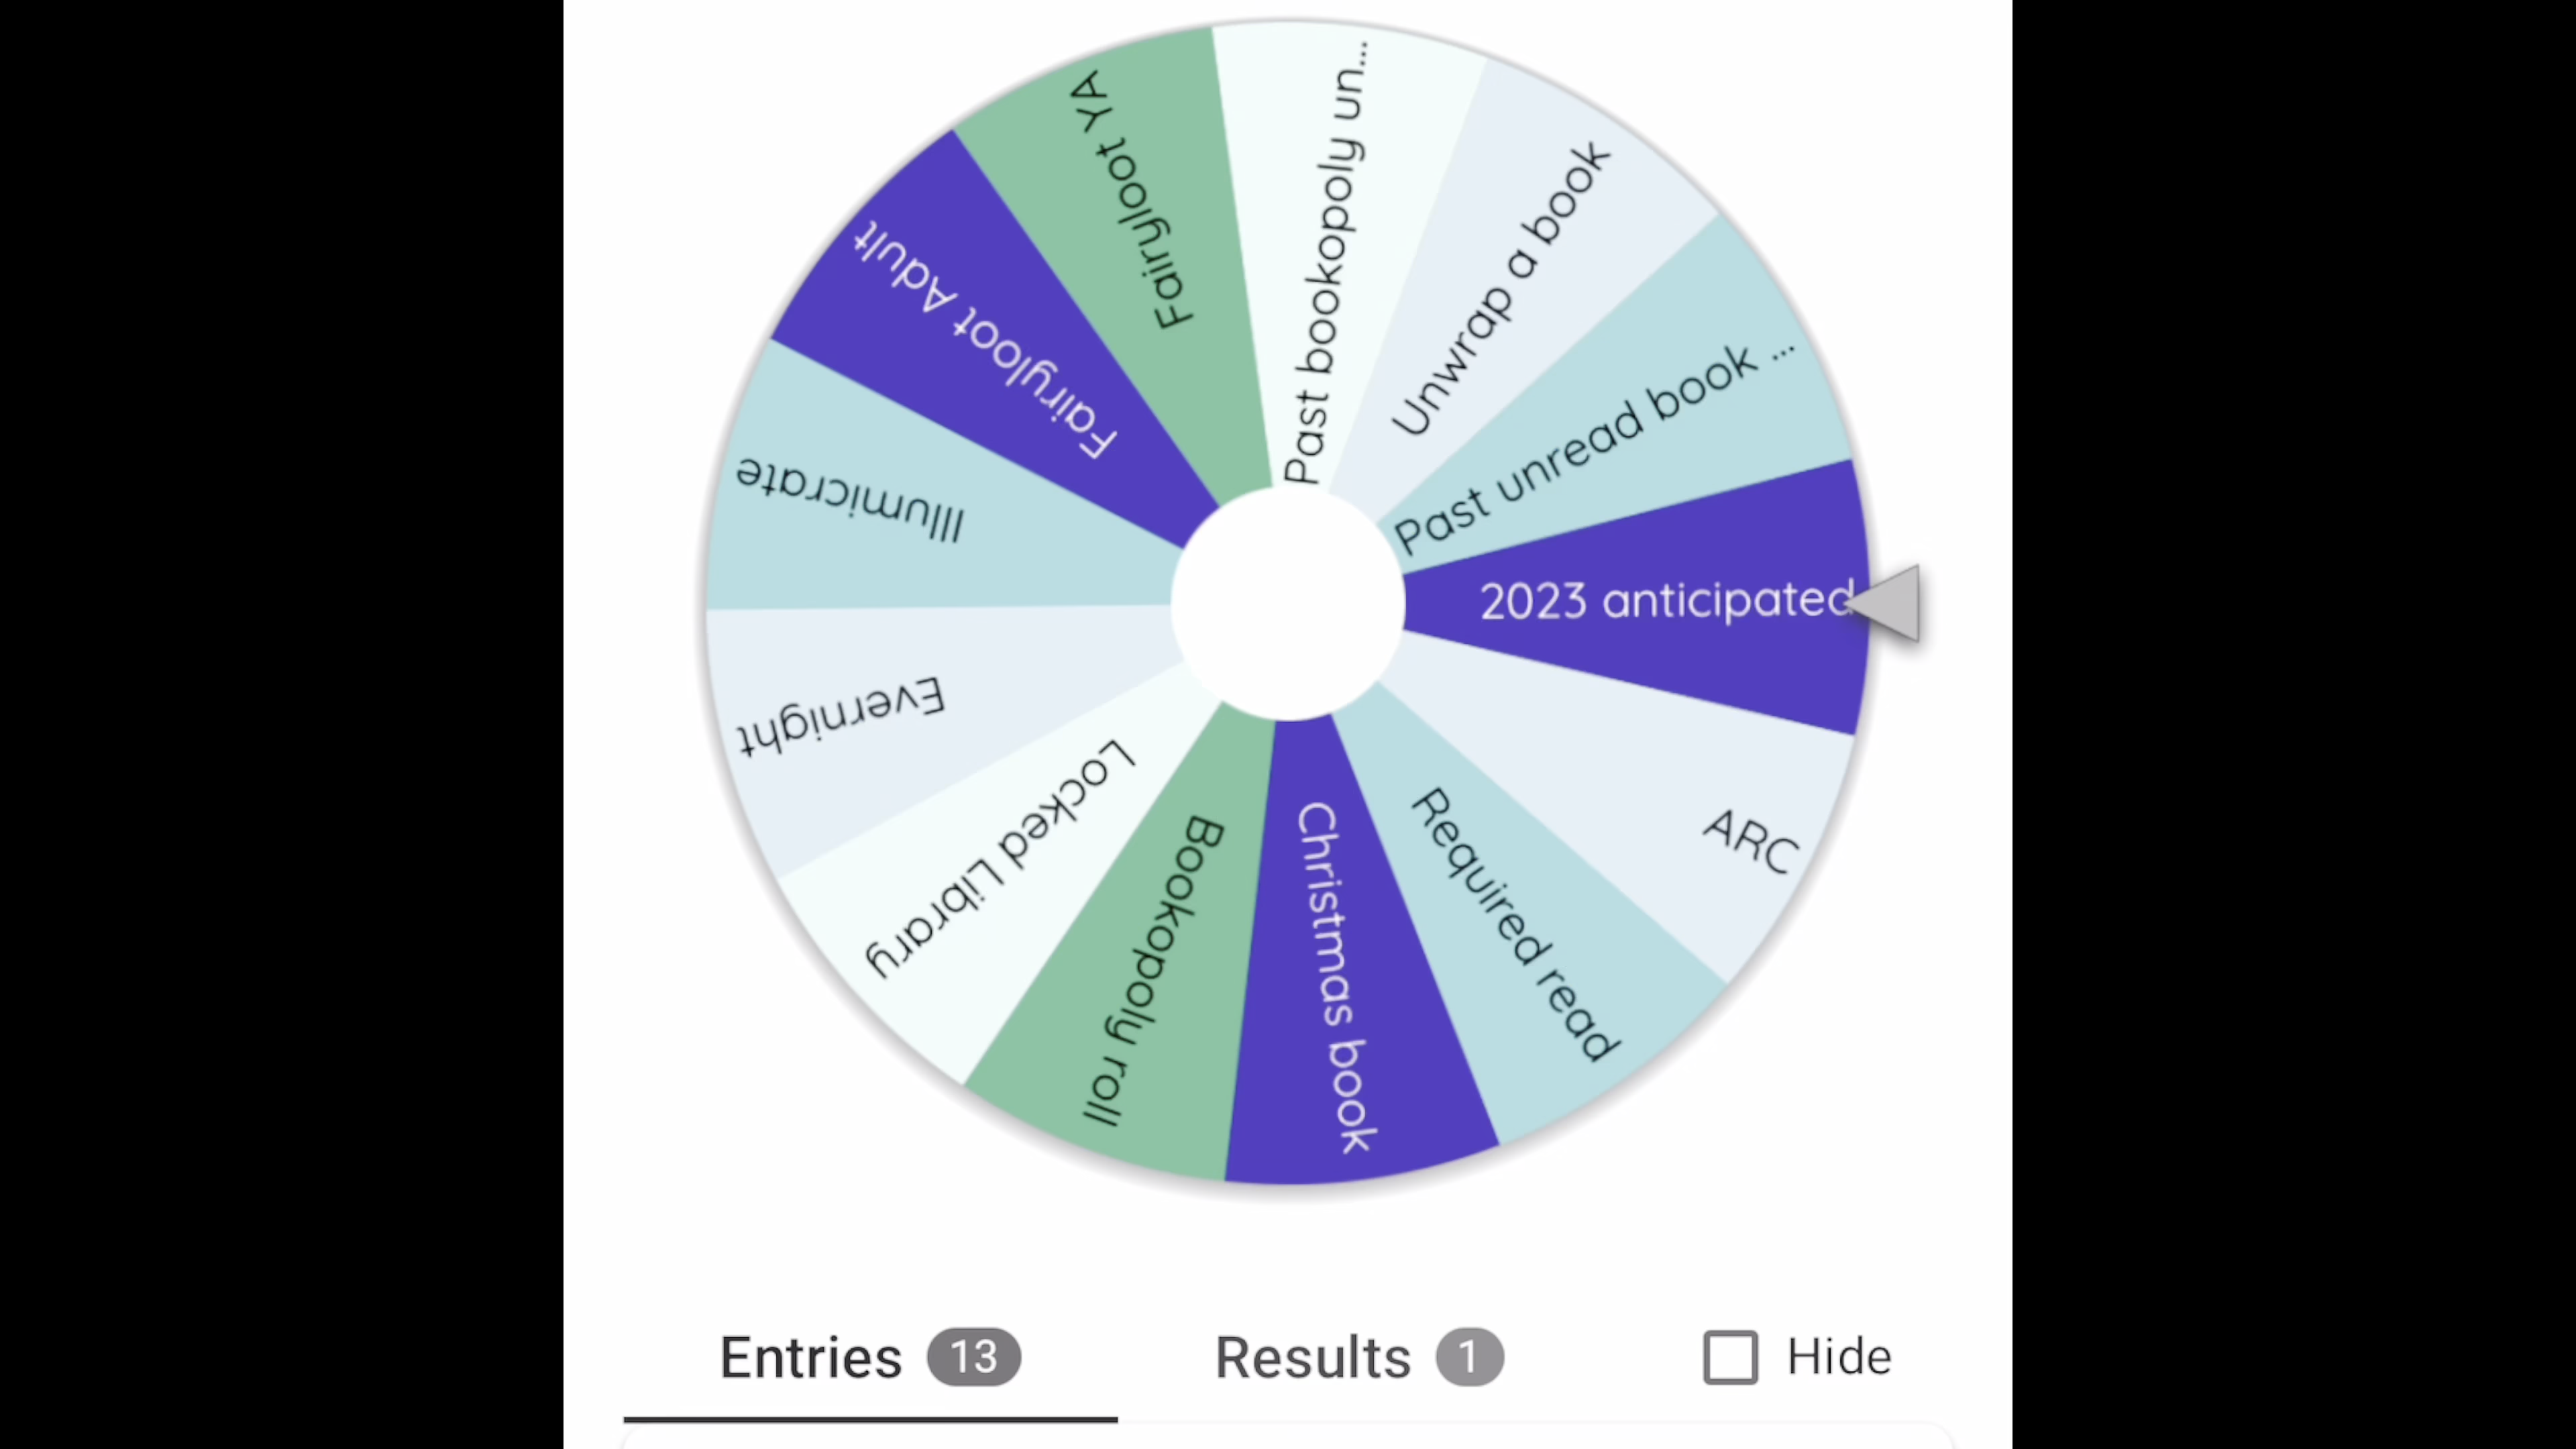 Past bookopoly un...
Unwrap a book
Past unread book ...
2023 anticipated
ARC
Required read
Christmas book
Bookopoly roll
Locked Library
Evernight
Illumicrate
Fairyloot Adult
Fairyloot YA
Entries 13
Results 1
Hide